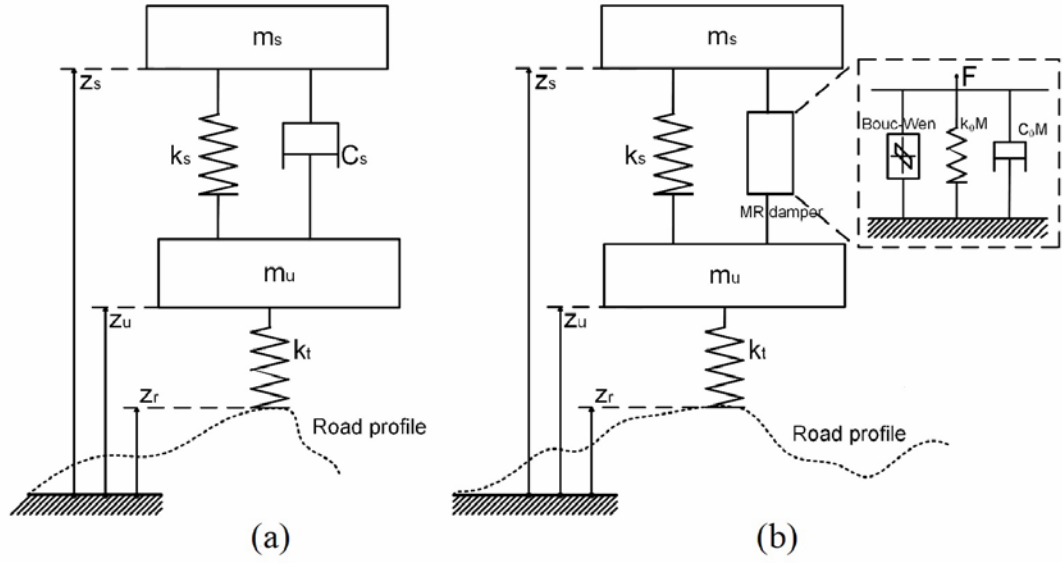 ms
zs
ks
Cs
mu
zu
kt
zr
Road profile
(a)
ms
zs
ks
MR damper
F
Bouc-Wen
k₀M
C₀M
mu
zu
kt
zr
Road profile
(b)